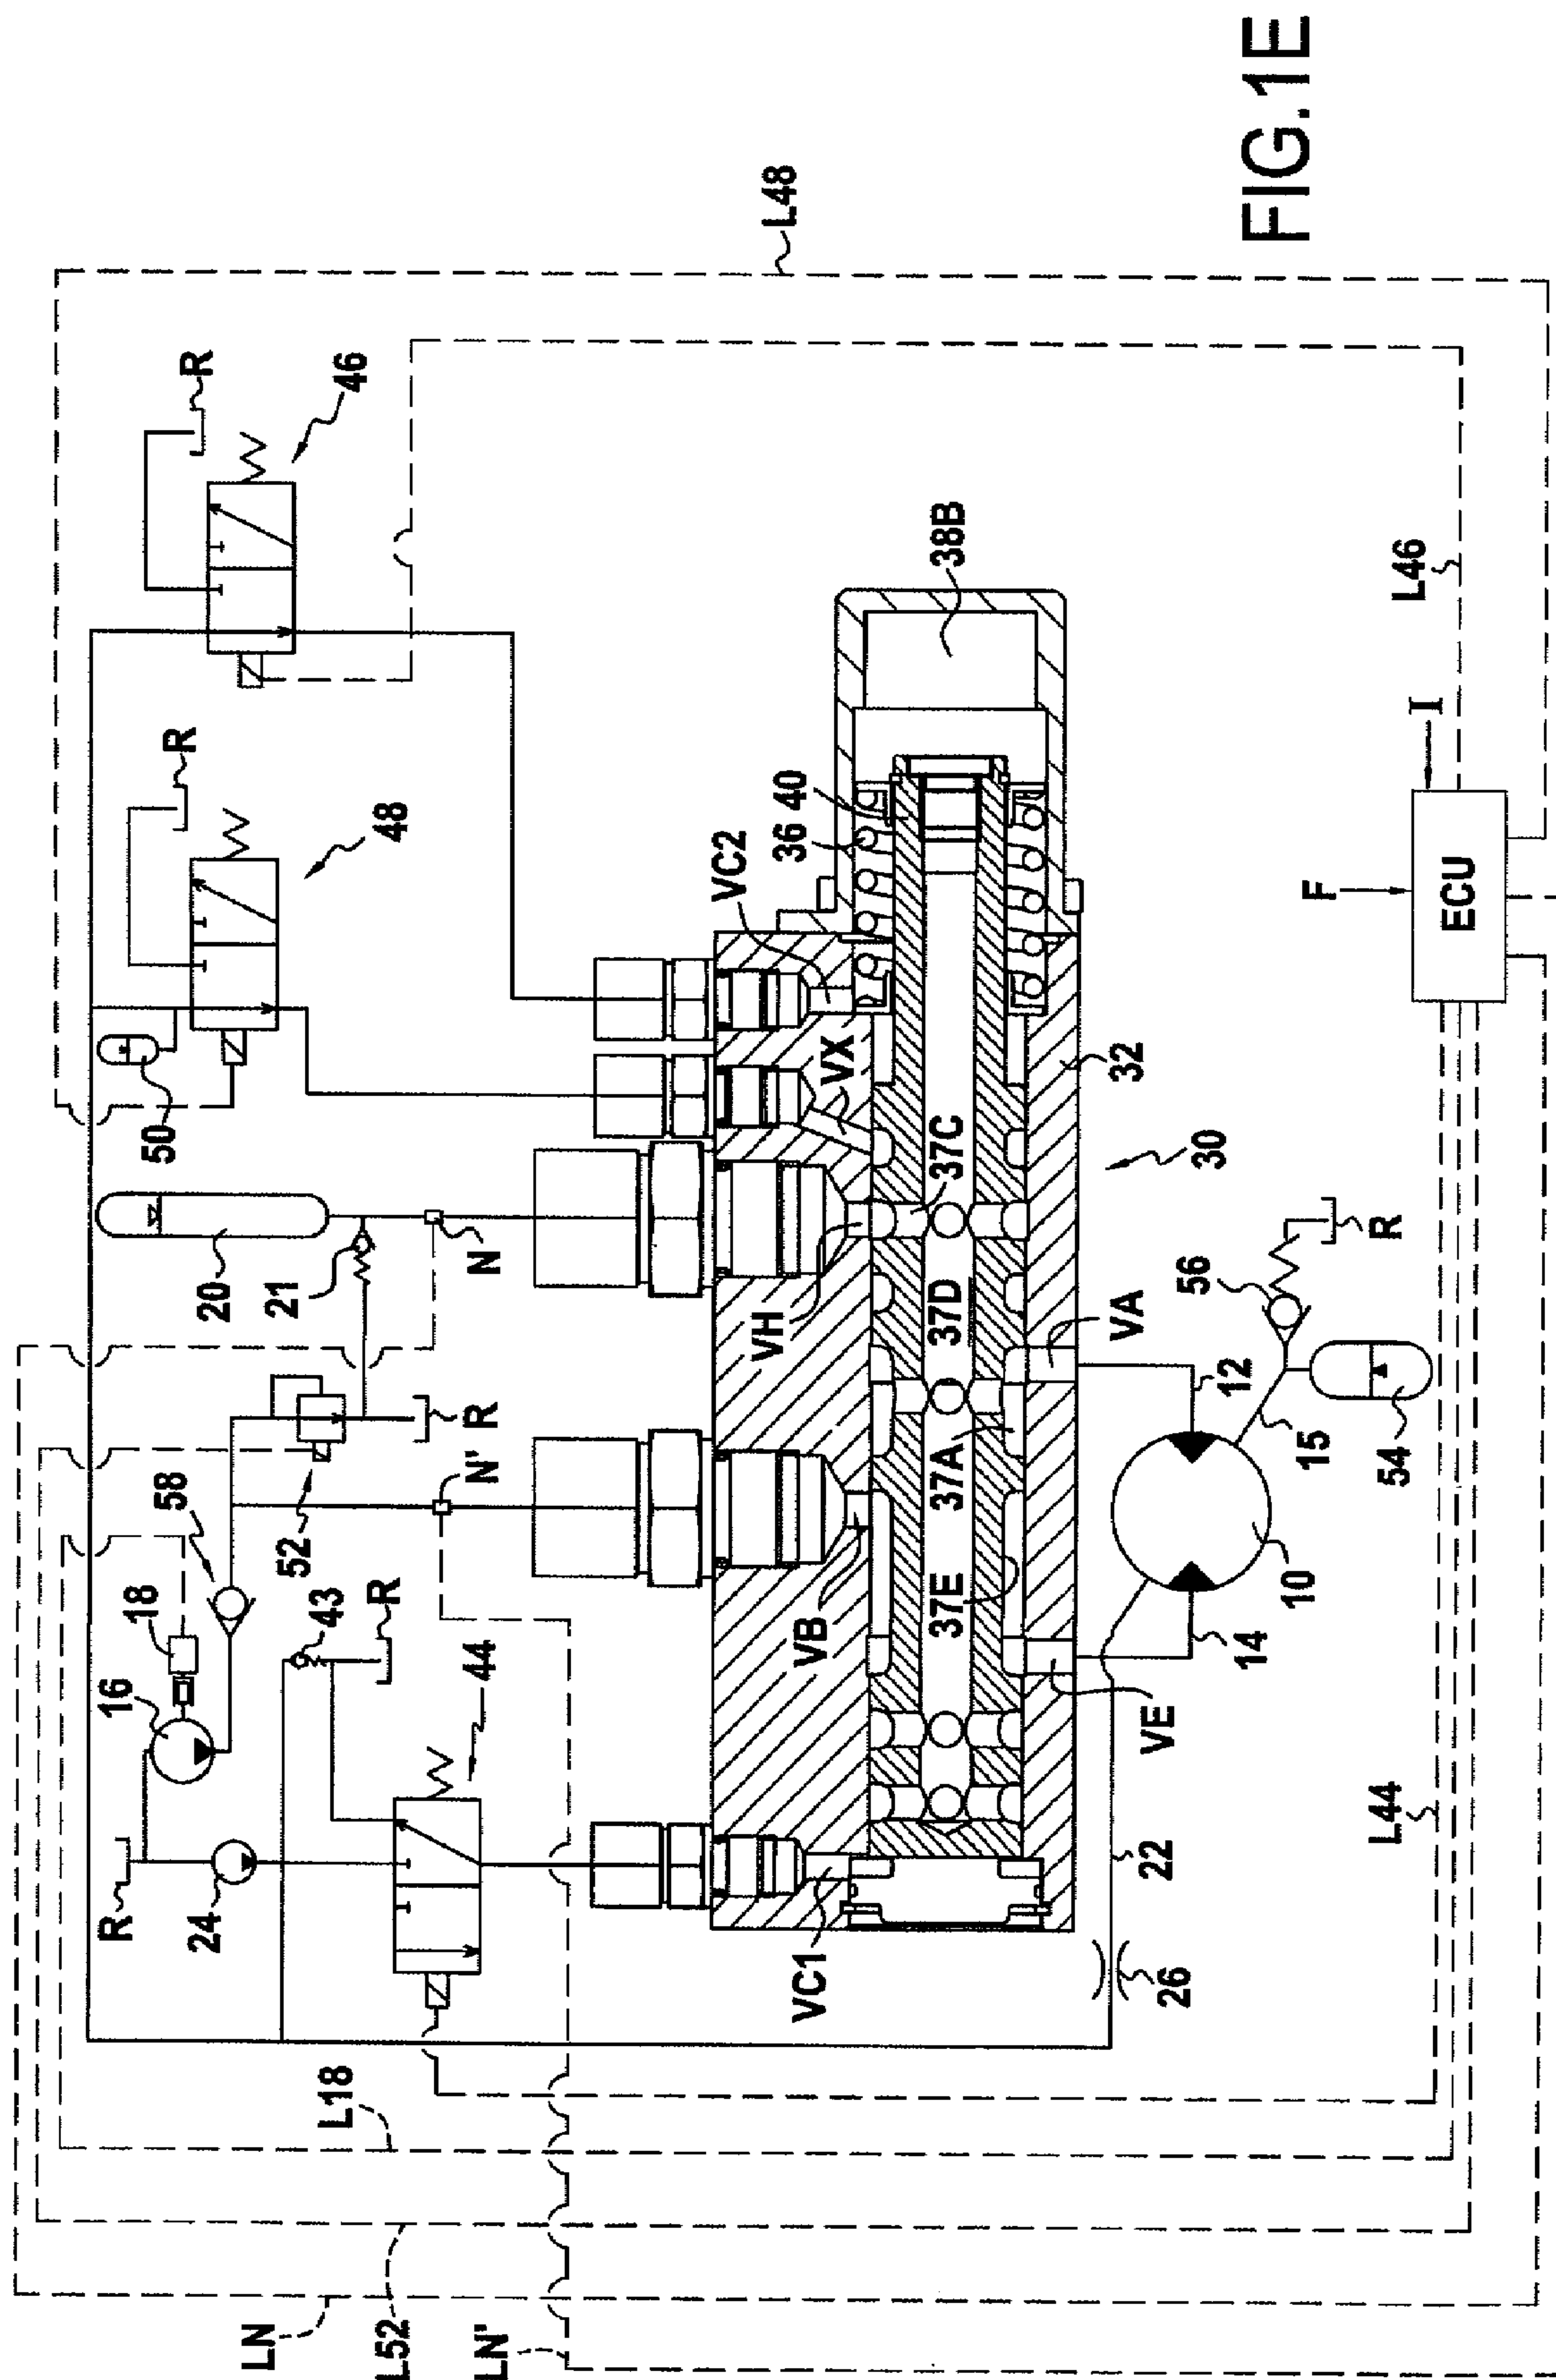 FIG.1E
L48
R
46
R
48
50
20
21
N
52
R
N'
58
18
43
R
16
44
R
24
L18
L52
LN
LN'
38B
40
36
VC2
VX
VH
37C
37D
37A
37E
VB
VC1
32
30
VA
VE
12
14
10
15
56
R
54
22
26
L46
I
F
ECU
L44